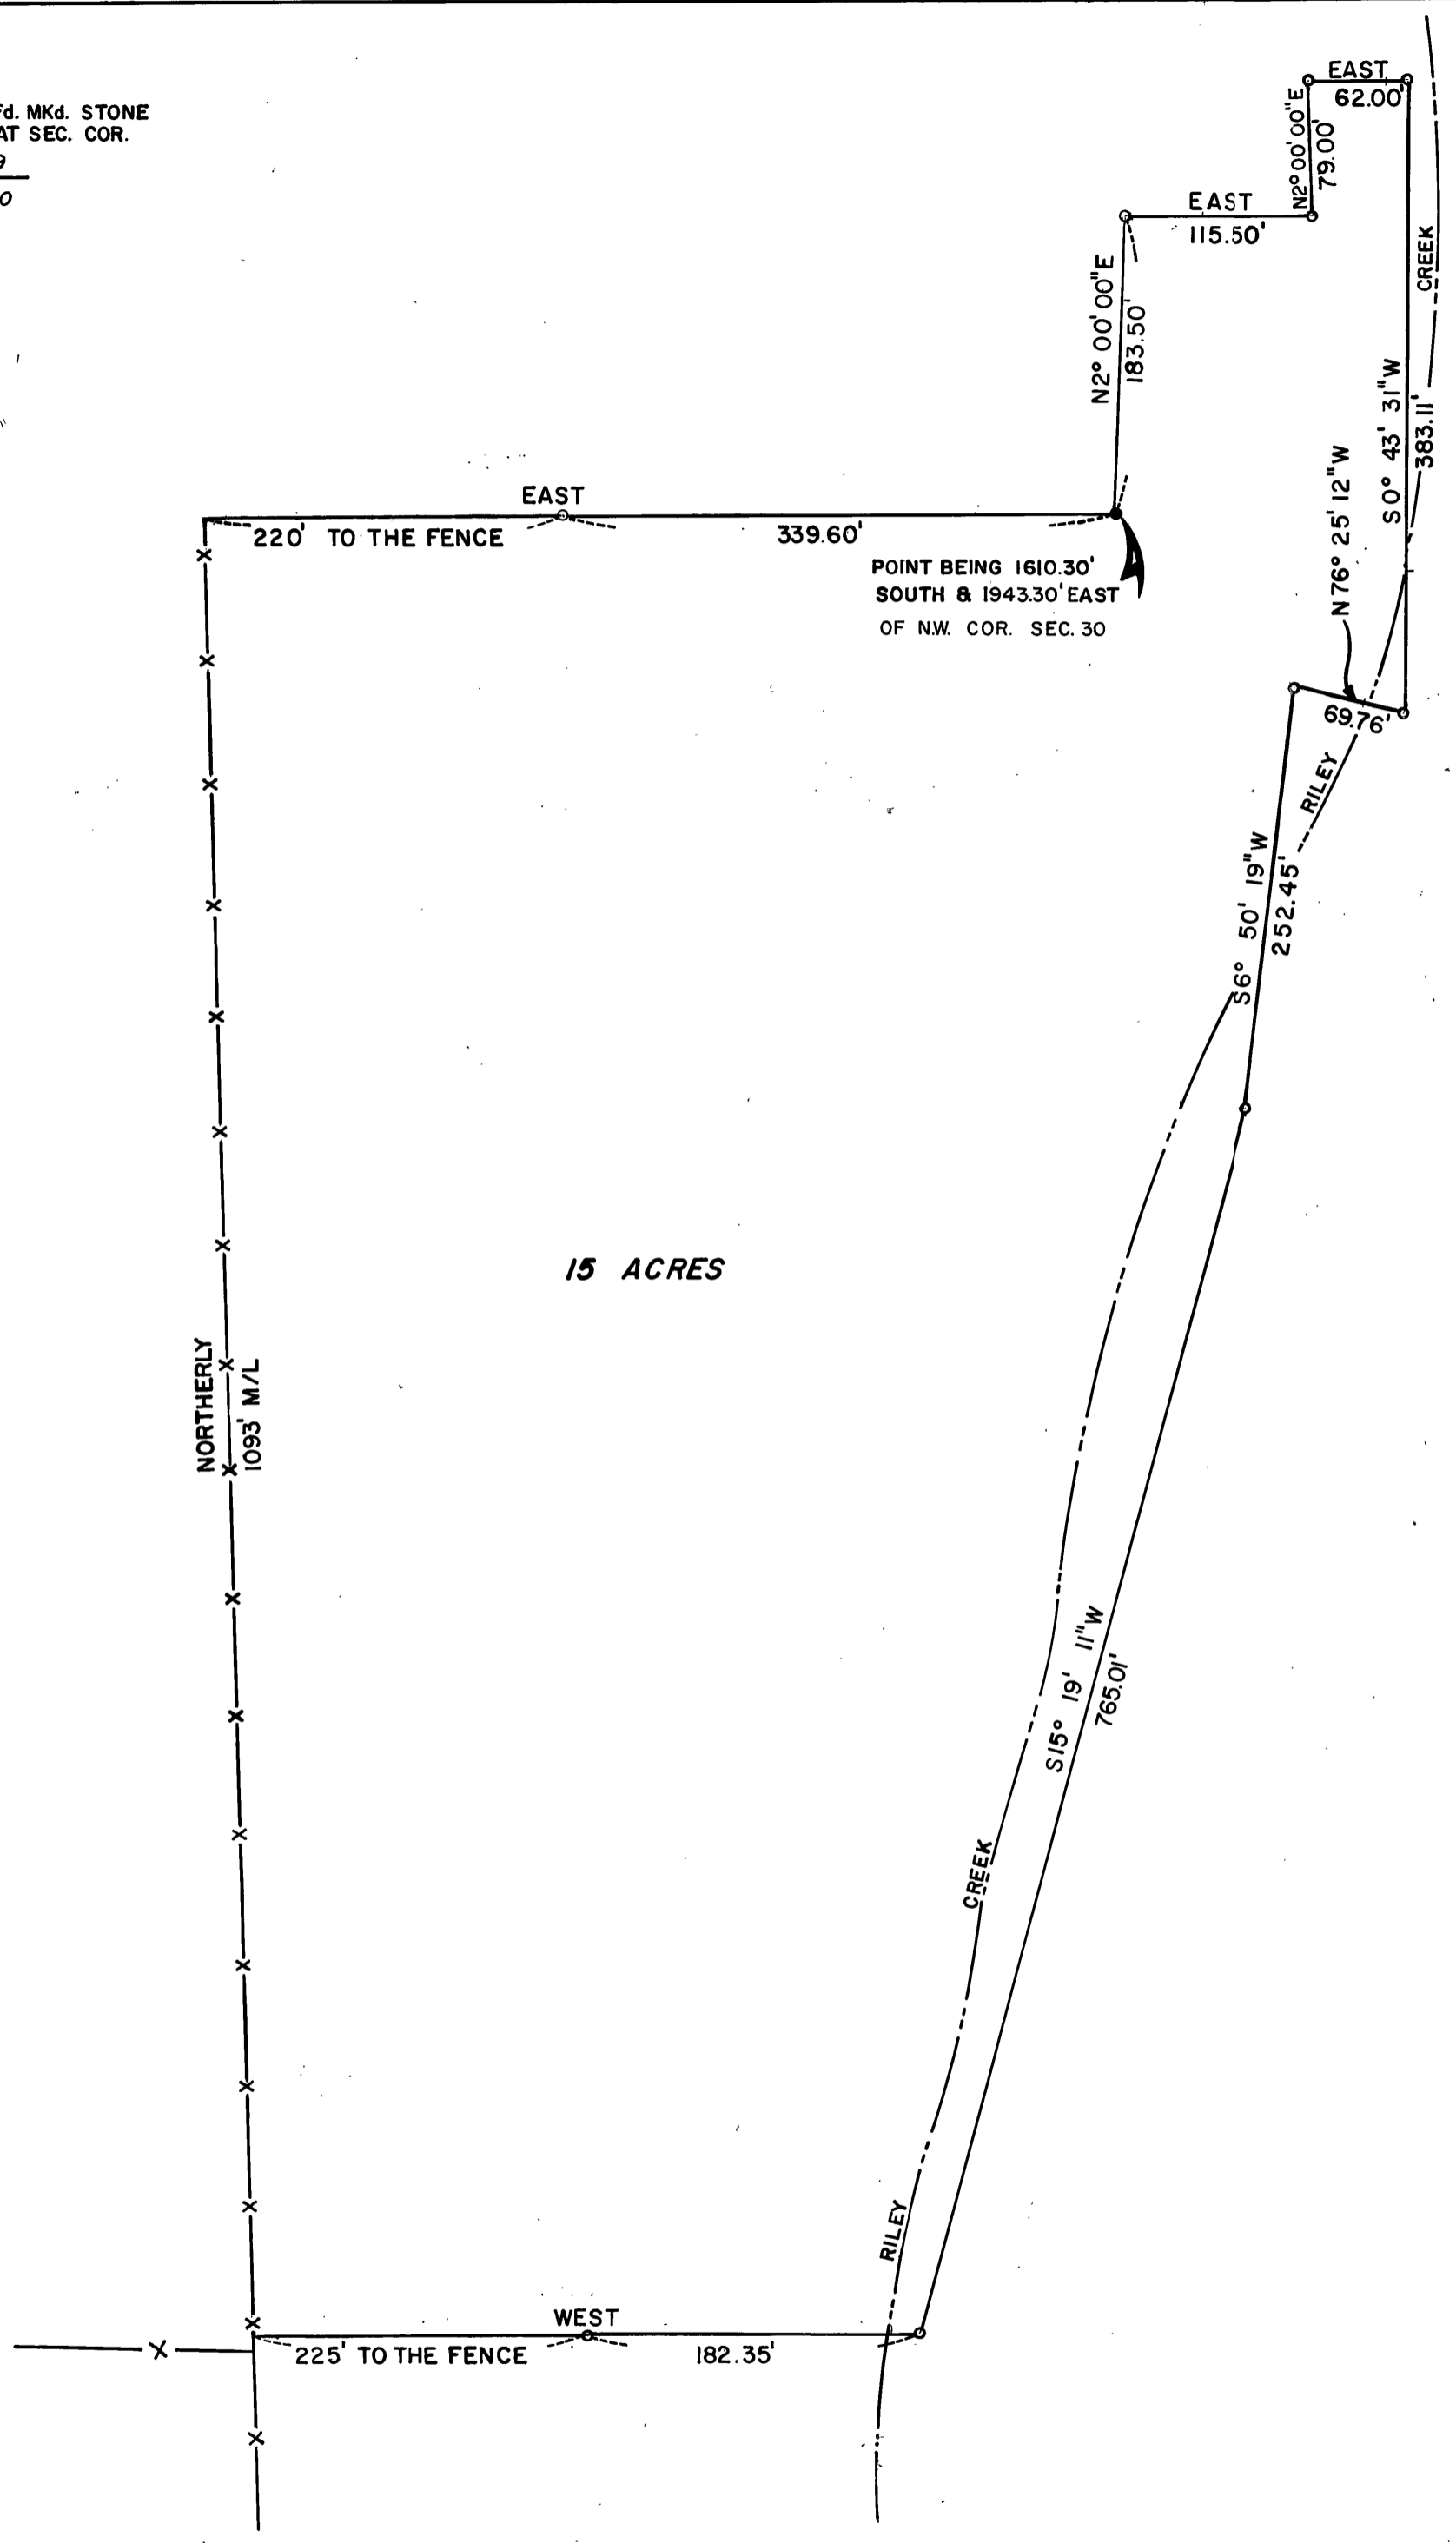 Fd. MKd. STONE
AT SEC. COR.
9
0
EAST
62.00'
N2° 00' 00"E
79.00'
EAST
115.50'
N2° 00' 00"E
183.50'
CREEK
S0° 43' 31"W
383.11'
N76° 25' 12"W
69.76'
EAST
220' TO THE FENCE
339.60'
POINT BEING 1610.30'
SOUTH & 1943.30' EAST
OF N.W. COR. SEC. 30
RILEY
S6° 50' 19"W
252.45'
15 ACRES
NORTHERLY
1093' M/L
S15° 19' 11"W
765.01'
CREEK
RILEY
WEST
225' TO THE FENCE
182.35'